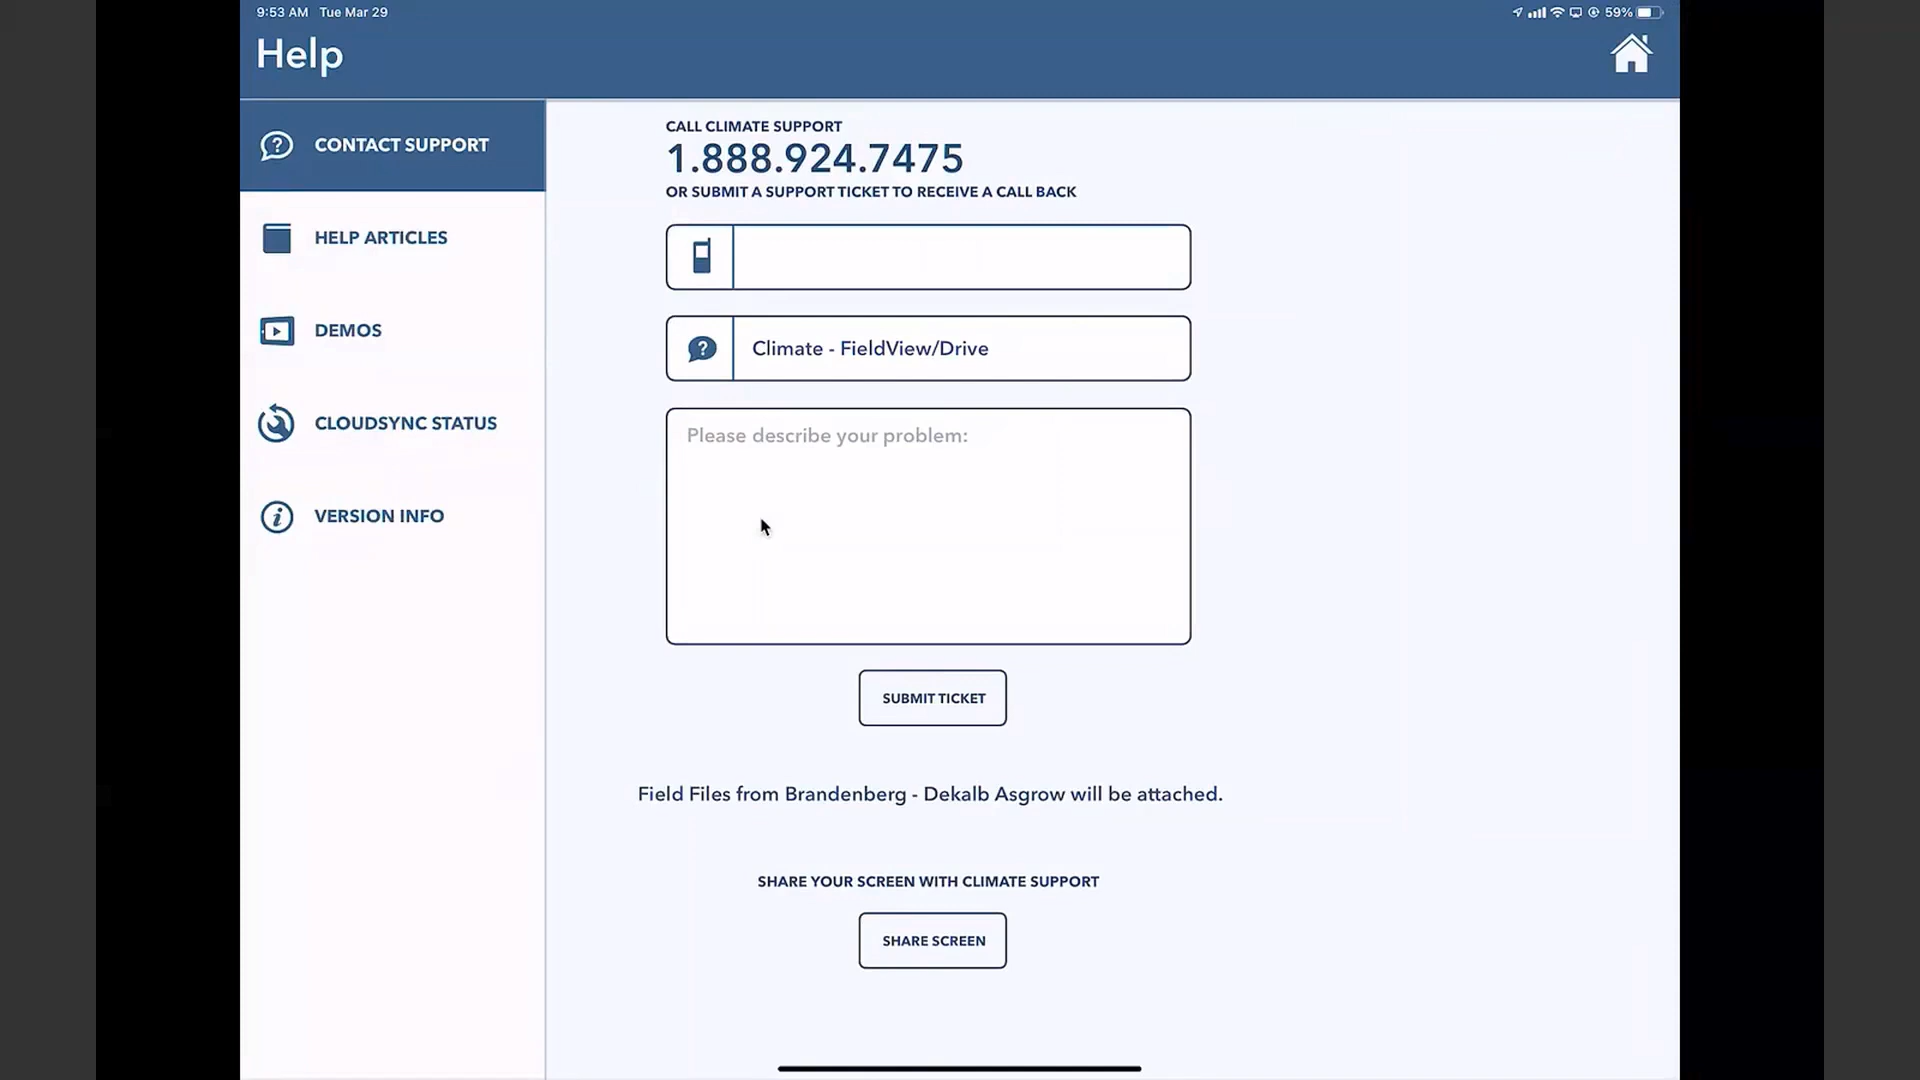 9:53 AM Tue Mar 29
59%
Help
CONTACT SUPPORT
HELP ARTICLES
DEMOS
CLOUDSYNC STATUS
VERSION INFO
CALL CLIMATE SUPPORT
1.888.924.7475
OR SUBMIT A SUPPORT TICKET TO RECEIVE A CALL BACK
Climate - FieldView/Drive
Please describe your problem:
SUBMIT TICKET
Field Files from Brandenberg - Dekalb Asgrow will be attached.
SHARE YOUR SCREEN WITH CLIMATE SUPPORT
SHARE SCREEN